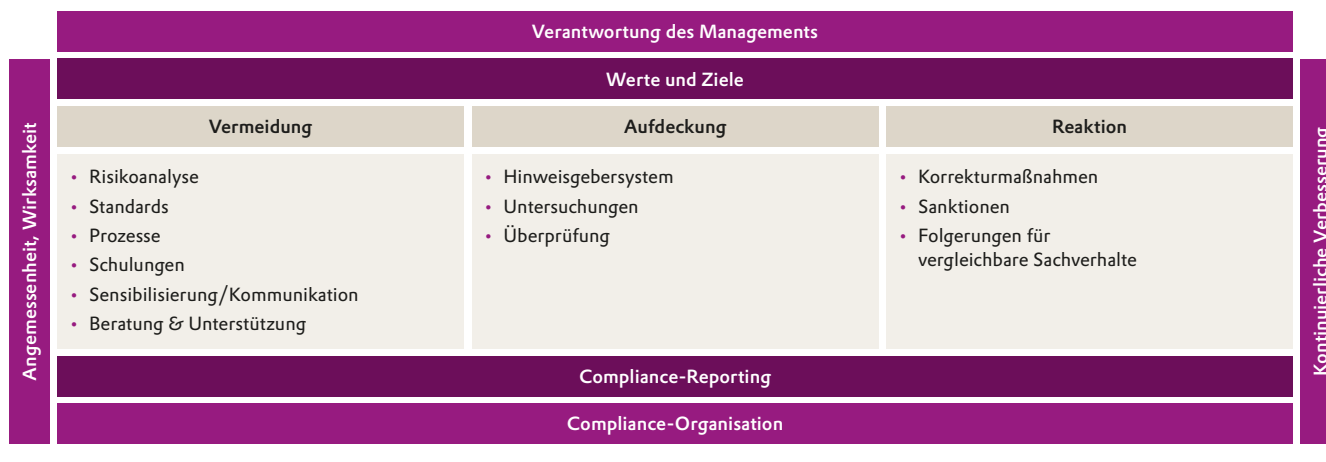 Verantwortung des Managements
Angemessenheit, Wirksamkeit
Werte und Ziele
Kontinuierliche Verbesserung
Vermeidung
Aufdeckung
Reaktion
• Risikoanalyse
• Standards
• Prozesse
• Schulungen
• Sensibilisierung/Kommunikation
• Beratung & Unterstützung
• Hinweisgebersystem
• Untersuchungen
• Überprüfung
• Korrekturmaßnahmen
• Sanktionen
• Folgerungen für
vergleichbare Sachverhalte
Compliance-Reporting
Compliance-Organisation